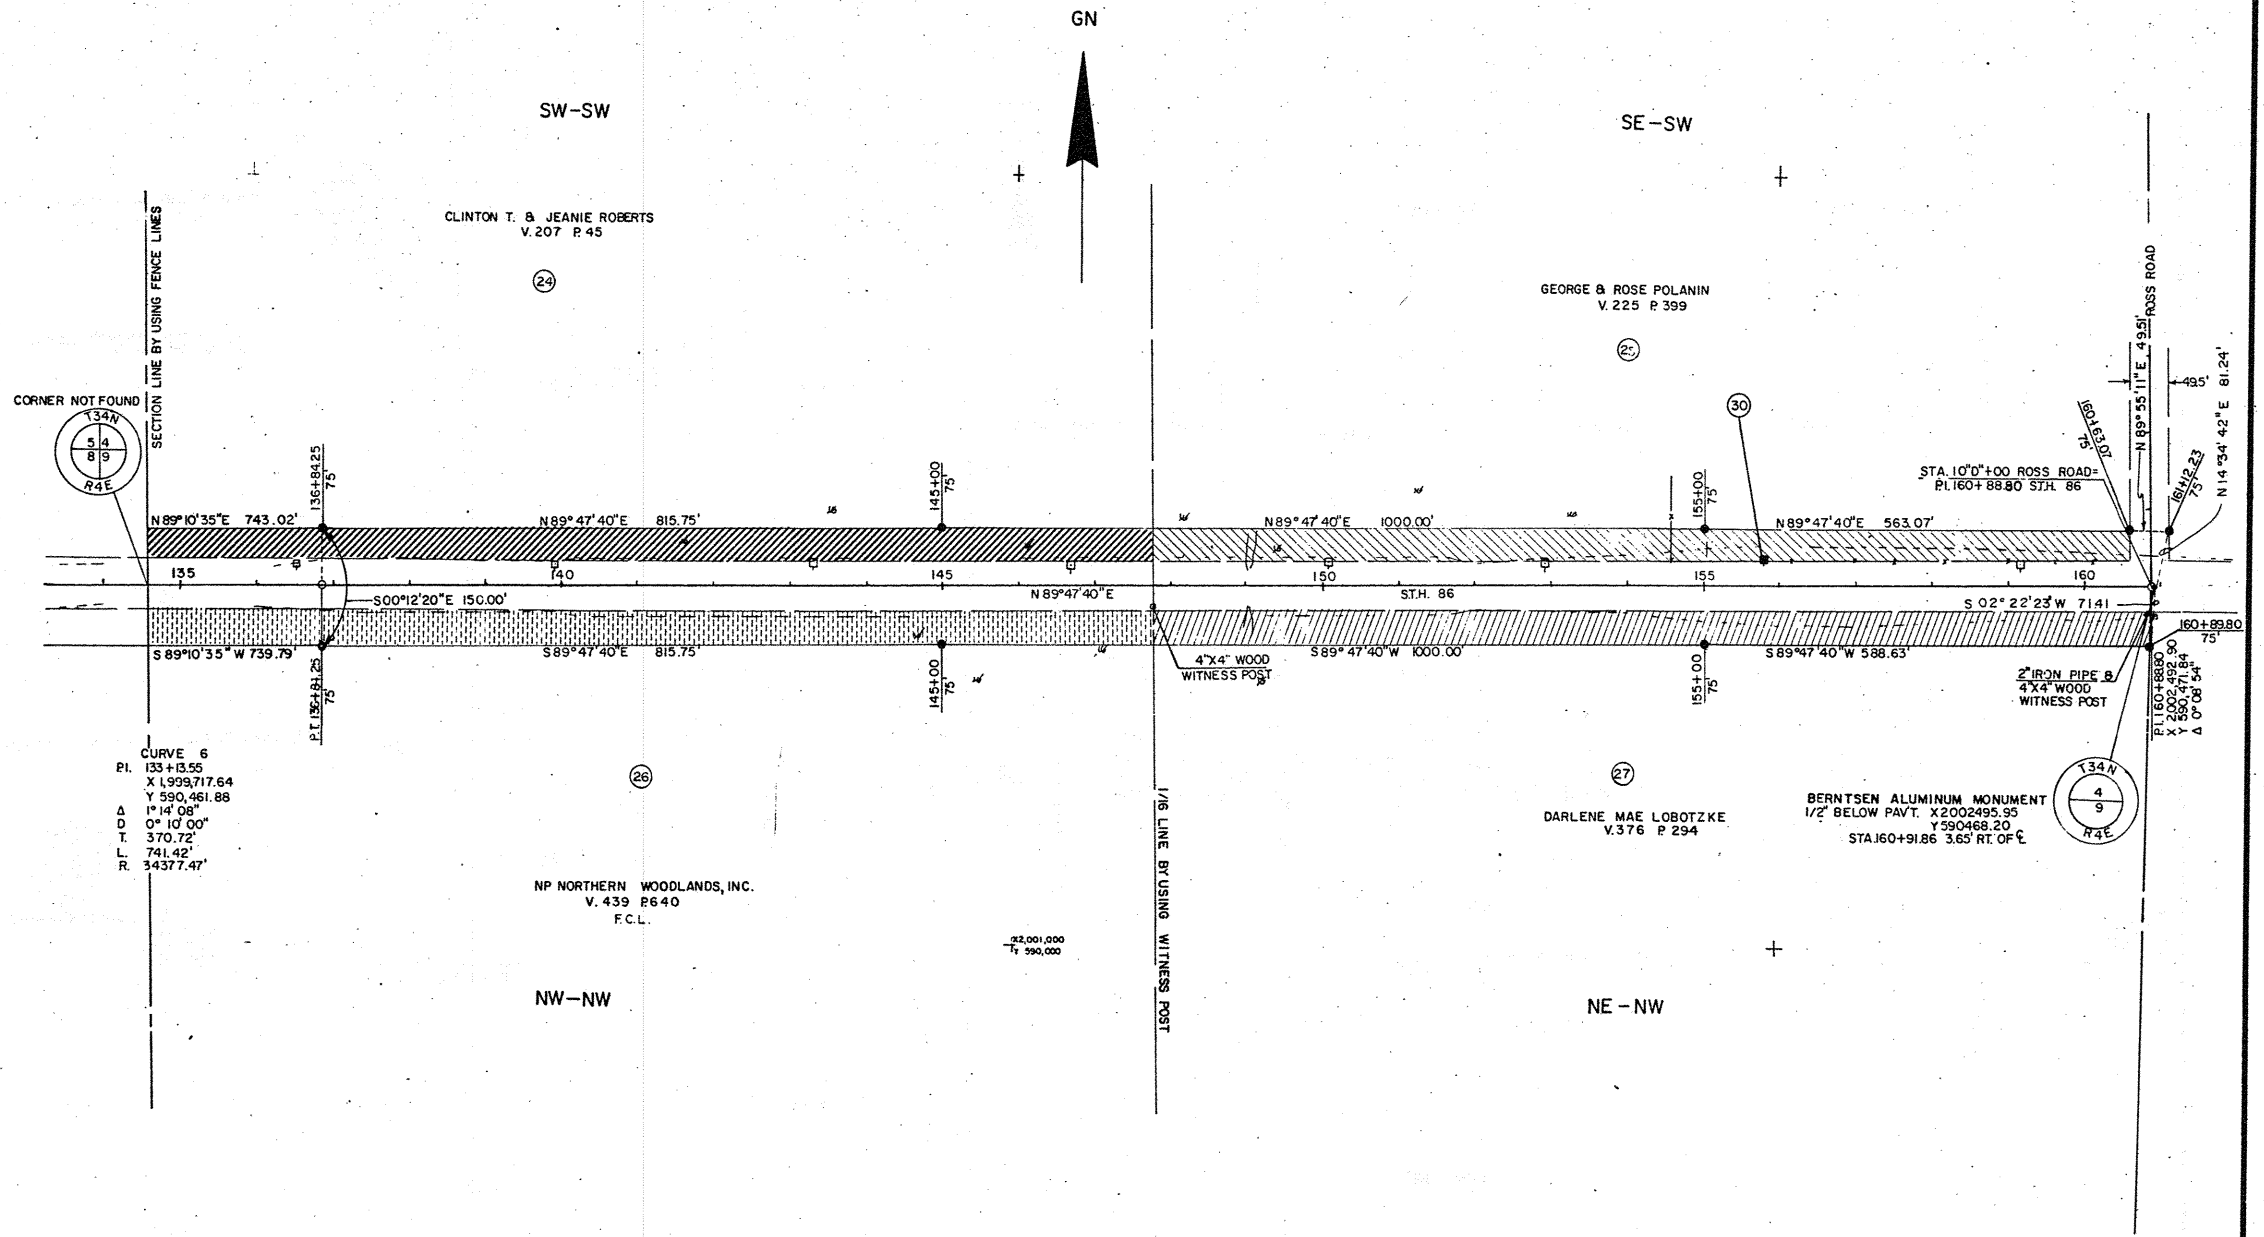 GN
SW-SW
SE-SW
CLINTON T. & JEANIE ROBERTS
V. 207 P. 45
24
GEORGE & ROSE POLANIN
V. 225 P. 399
25
30
SECTION LINE BY USING FENCE LINES
CORNER NOT FOUND
T34N
5 4
8 9
R4E
ROSS ROAD
N 89° 55' 11" E 49.51'
49.5'
N 14° 34' 42" E 81.24'
160+63.07
75'
161+12.23
75'
STA. 10"D"+00 ROSS ROAD=
P.I. 160+88.80 S.T.H. 86
136+84.25
75'
145+00
75'
155+00
75'
N 89° 10' 35" E 743.02'
N 89° 47' 40" E 815.75'
N 89° 47' 40" E 1000.00'
N 89° 47' 40" E 563.07'
135
140
145
150
155
160
S 00° 12' 20" E 150.00'
N 89° 47' 40" E
S.T.H. 86
S 02° 22' 23" W 71.41
S 89° 10' 35" W 739.79'
S 89° 47' 40" E 815.75'
S 89° 47' 40" W 1000.00'
S 89° 47' 40" W 588.63'
160+89.80
75'
P.T. 136+81.25
75'
145+00
75'
155+00
75'
4"X4" WOOD
WITNESS POST
2" IRON PIPE &
4"X4" WOOD
WITNESS POST
P.I. 160+88.80
X 2,002,492.90
Y 590,471.84
Δ 0° 08' 54"
CURVE 6
P.I. 133+13.55
X 1,999,717.64
Y 590,461.88
Δ 1° 14' 08"
D 0° 10' 00"
T. 370.72'
L. 741.42'
R. 34377.47'
26
27
1/16 LINE BY USING WITNESS POST
DARLENE MAE LOBOTZKE
V. 376 P. 294
BERNTSEN ALUMINUM MONUMENT
1/2" BELOW PAV'T. X2002495.95
Y590468.20
STA.160+91.86 3.65' RT. OF ℄
T34N
4
9
R4E
NP NORTHERN WOODLANDS, INC.
V. 439 P.640
F.C.L.
X2,001,000
Y 590,000
NW-NW
NE-NW